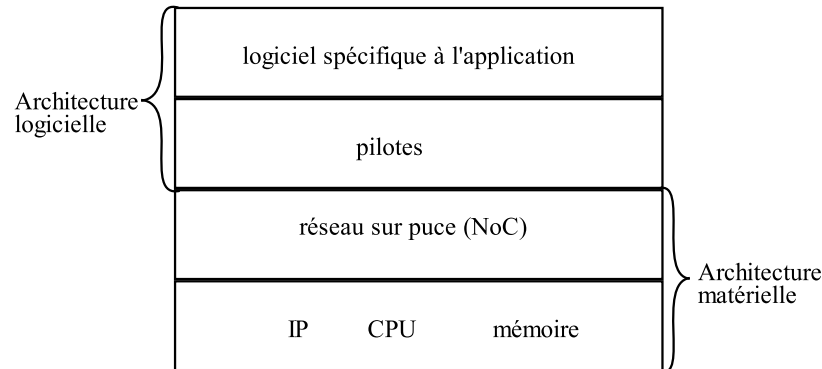 logiciel spécifique à l'application
Architecture
logicielle
pilotes
réseau sur puce (NoC)
Architecture
matérielle
IP CPU mémoire